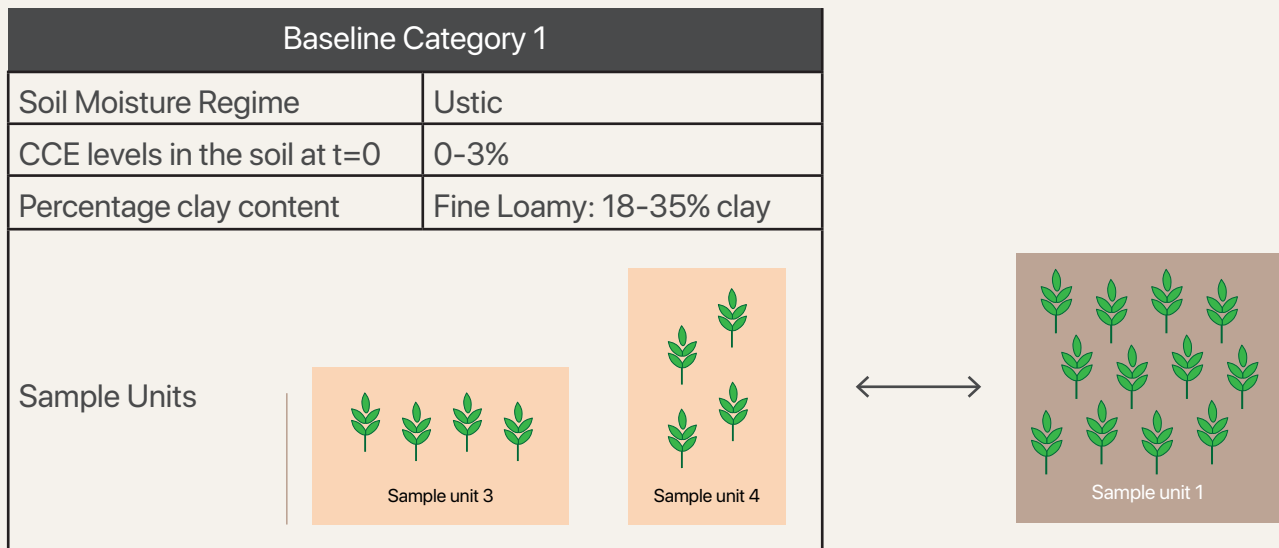 Baseline Category 1
Soil Moisture Regime Ustic
CCE levels in the soil at t=0 0-3%
Percentage clay content Fine Loamy: 18-35% clay
Sample Units
Sample unit 3
Sample unit 4
Sample unit 1